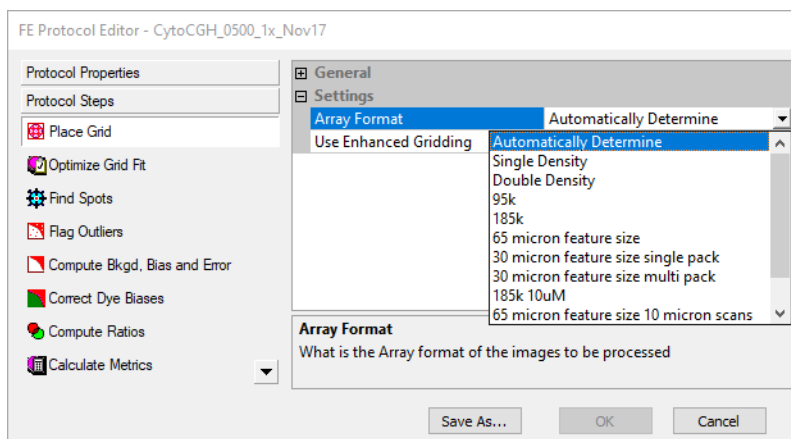 FE Protocol Editor - CytoCGH_0500_1x_Nov17
Protocol Properties
Protocol Steps
Place Grid
Optimize Grid Fit
Find Spots
Flag Outliers
Compute Bkgd, Bias and Error
Correct Dye Biases
Compute Ratios
Calculate Metrics
General
Settings
Array Format Automatically Determine
Use Enhanced Gridding
Automatically Determine
Single Density
Double Density
95k
185k
65 micron feature size
30 micron feature size single pack
30 micron feature size multi pack
185k 10uM
65 micron feature size 10 micron scans
Array Format
What is the Array format of the images to be processed
Save As... OK Cancel